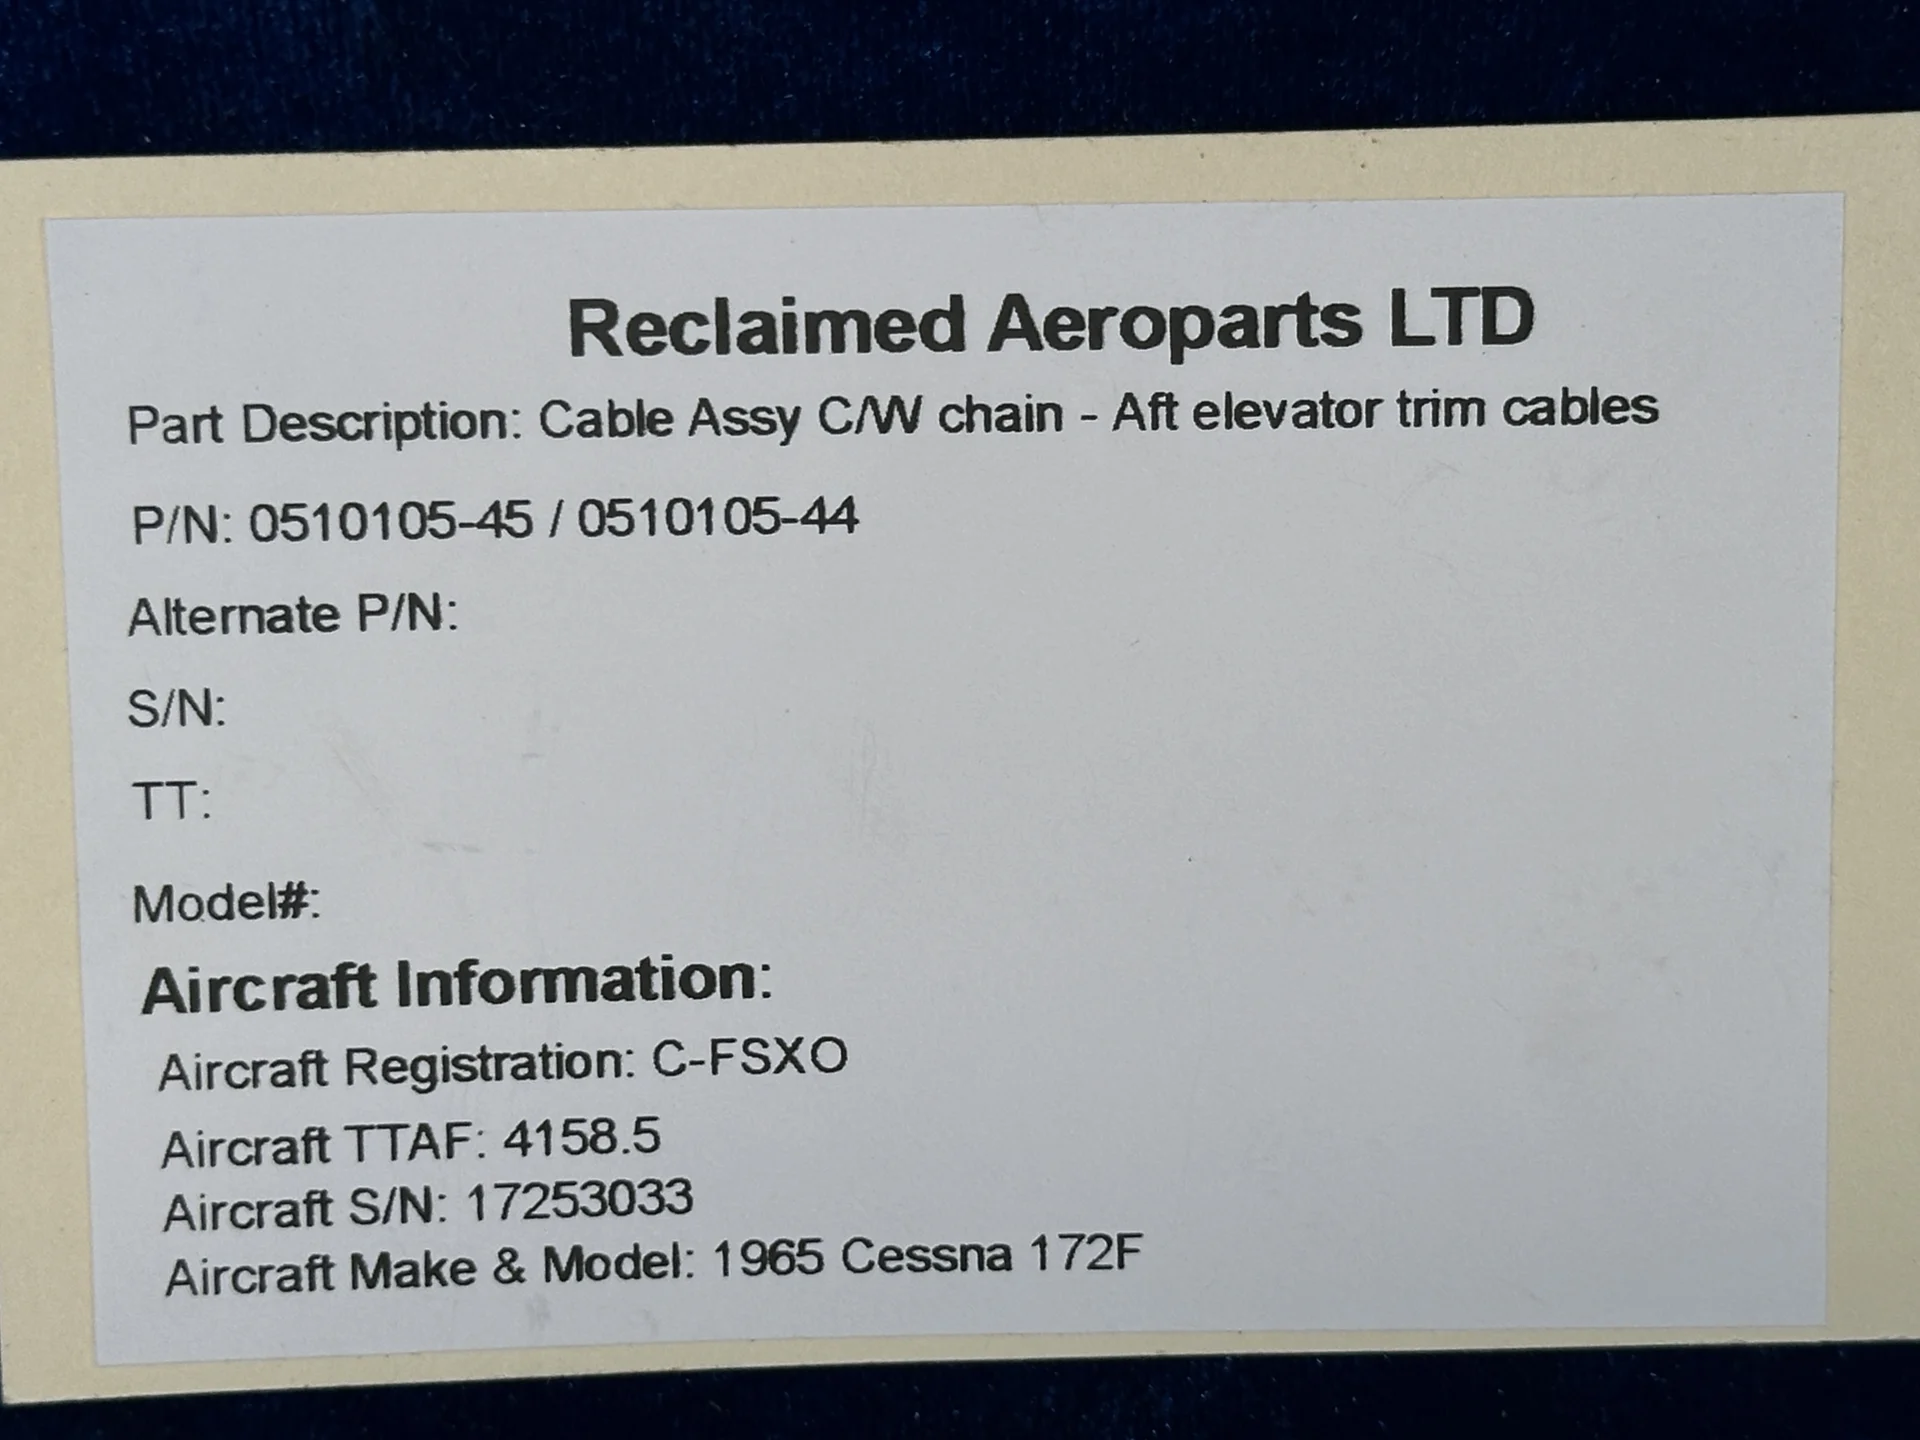 Reclaimed Aeroparts LTD
Part Description: Cable Assy C/W chain - Aft elevator trim cables
P/N: 0510105-45 / 0510105-44
Alternate P/N:
S/N:
TT:
Model#:
Aircraft Information:
Aircraft Registration: C-FSXO
Aircraft TTAF: 4158.5
Aircraft S/N: 17253033
Aircraft Make & Model: 1965 Cessna 172F